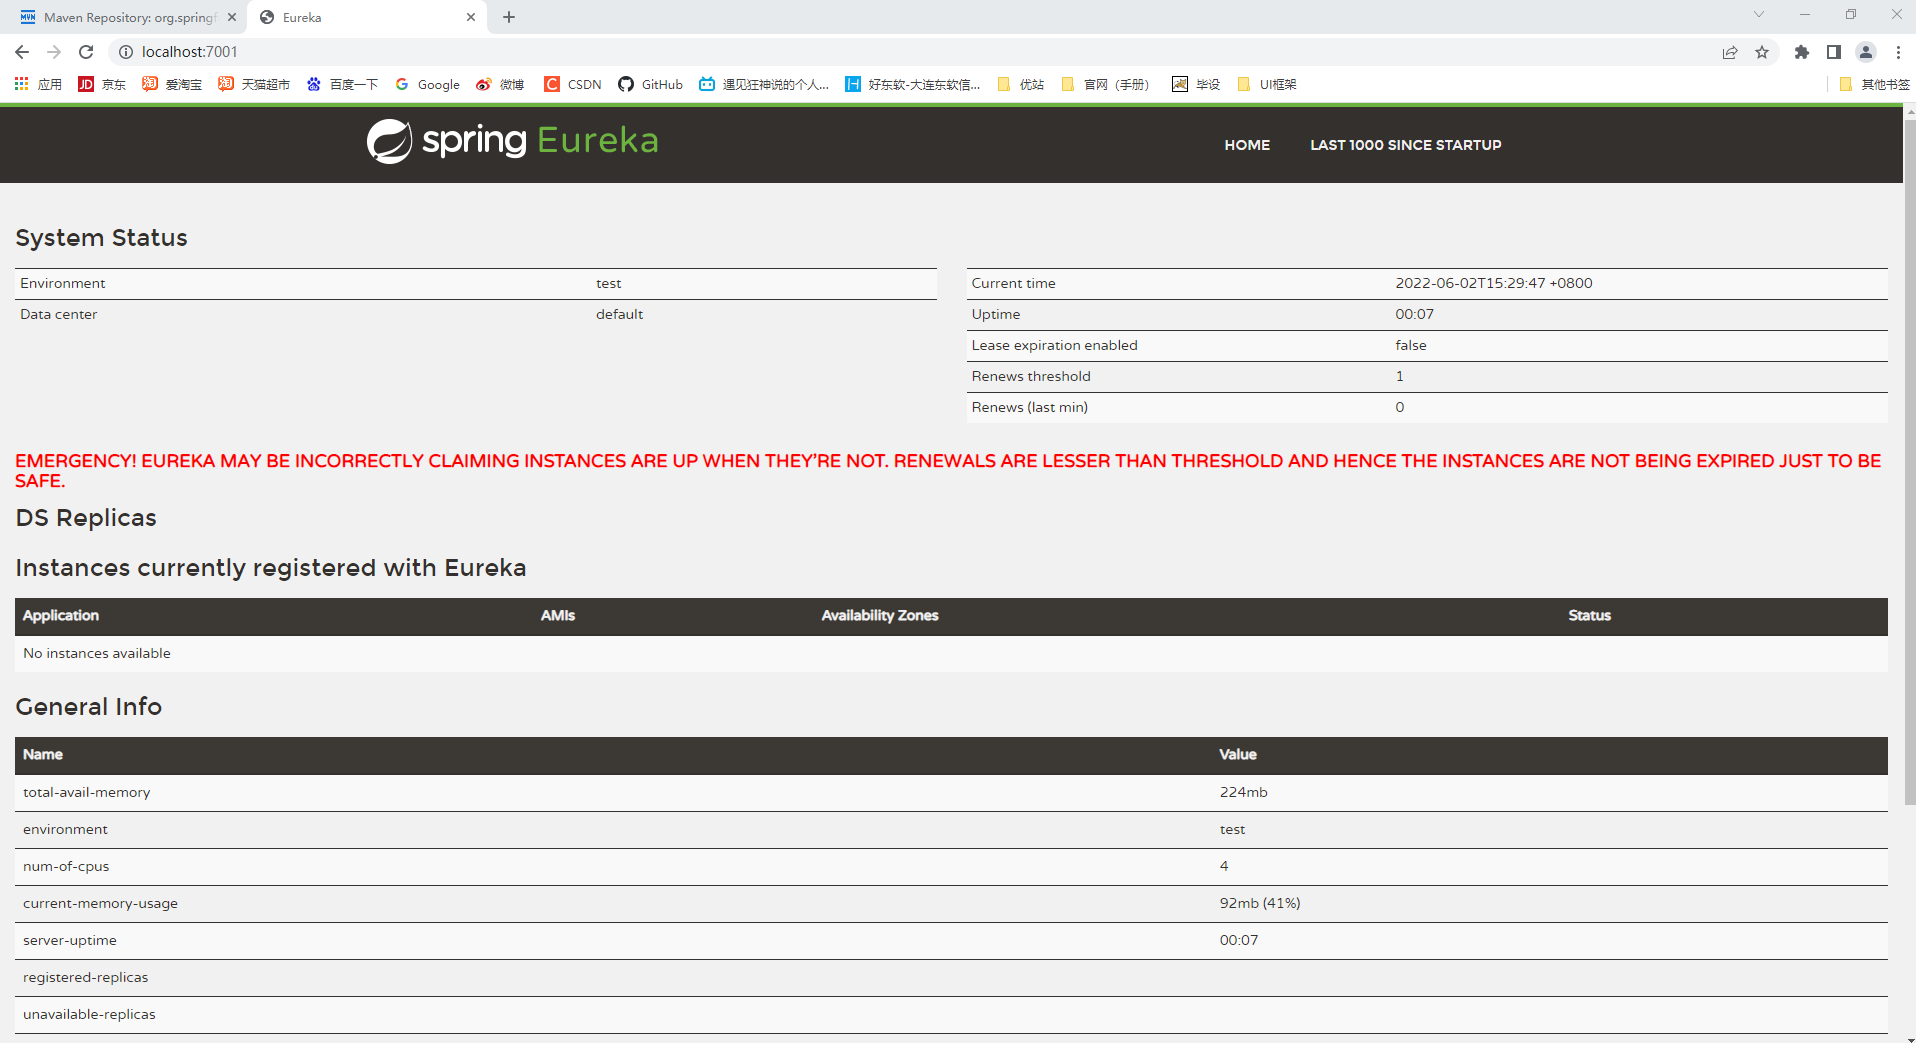 Maven Repository: org.springf
Eureka
localhost:7001
应用 京东 爱淘宝 天猫超市 百度一下 Google 微博 CSDN GitHub 遇见狂神说的个人... 好东软-大连东软信... 优站 官网（手册） 毕设 UI框架 其他书签
spring Eureka
HOME LAST 1000 SINCE STARTUP
System Status
Environment test
Data center default
Current time 2022-06-02T15:29:47 +0800
Uptime 00:07
Lease expiration enabled false
Renews threshold 1
Renews (last min) 0
EMERGENCY! EUREKA MAY BE INCORRECTLY CLAIMING INSTANCES ARE UP WHEN THEY'RE NOT. RENEWALS ARE LESSER THAN THRESHOLD AND HENCE THE INSTANCES ARE NOT BEING EXPIRED JUST TO BE
SAFE.
DS Replicas
Instances currently registered with Eureka
Application AMIs Availability Zones Status
No instances available
General Info
Name Value
total-avail-memory 224mb
environment test
num-of-cpus 4
current-memory-usage 92mb (41%)
server-uptime 00:07
registered-replicas
unavailable-replicas